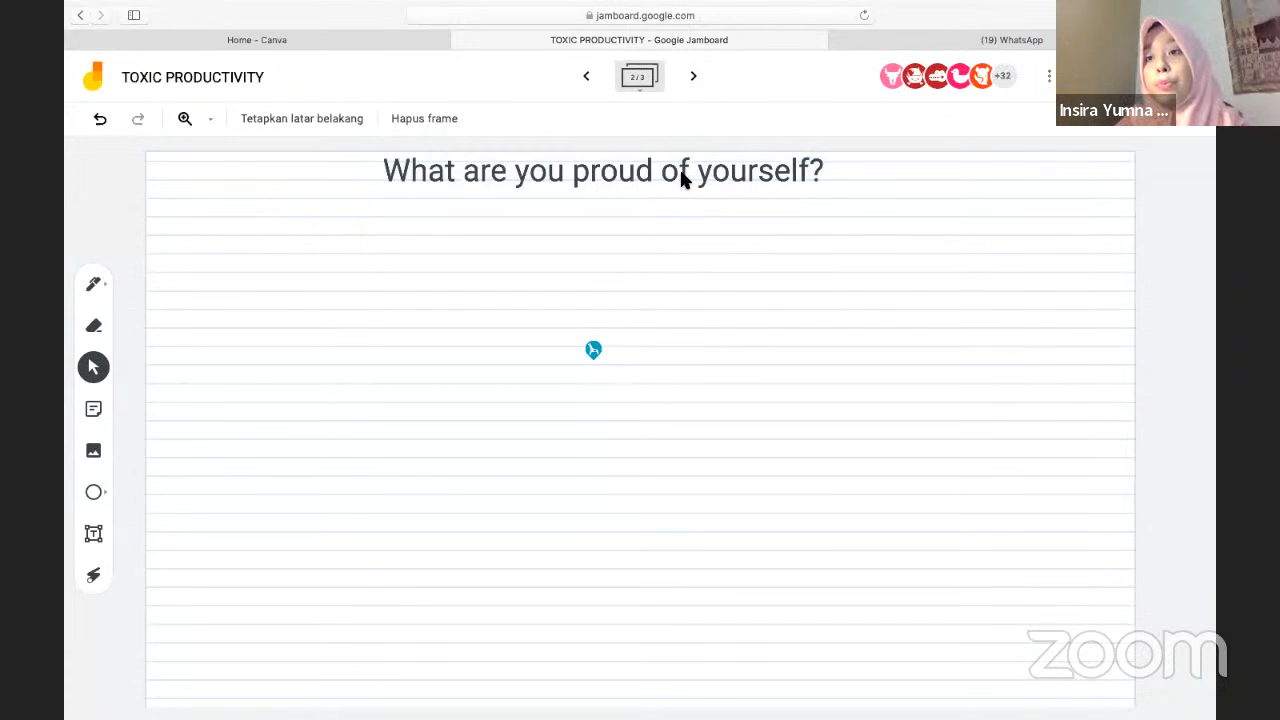 jamboard.google.com
Home - Canva
TOXIC PRODUCTIVITY - Google Jamboard
(19) WhatsApp
TOXIC PRODUCTIVITY
2 / 3
+32
Insira Yumna ...
Tetapkan latar belakang
Hapus frame
What are you proud of yourself?
T
zoom